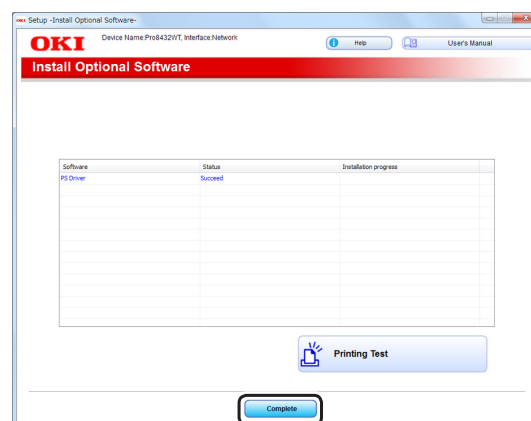 OKI Setup -Install Optional Software-
OKI Device Name:Pro8432WT, Interface:Network Help User's Manual
Install Optional Software
Software Status Installation progress
PS Driver Succeed
Printing Test
Complete